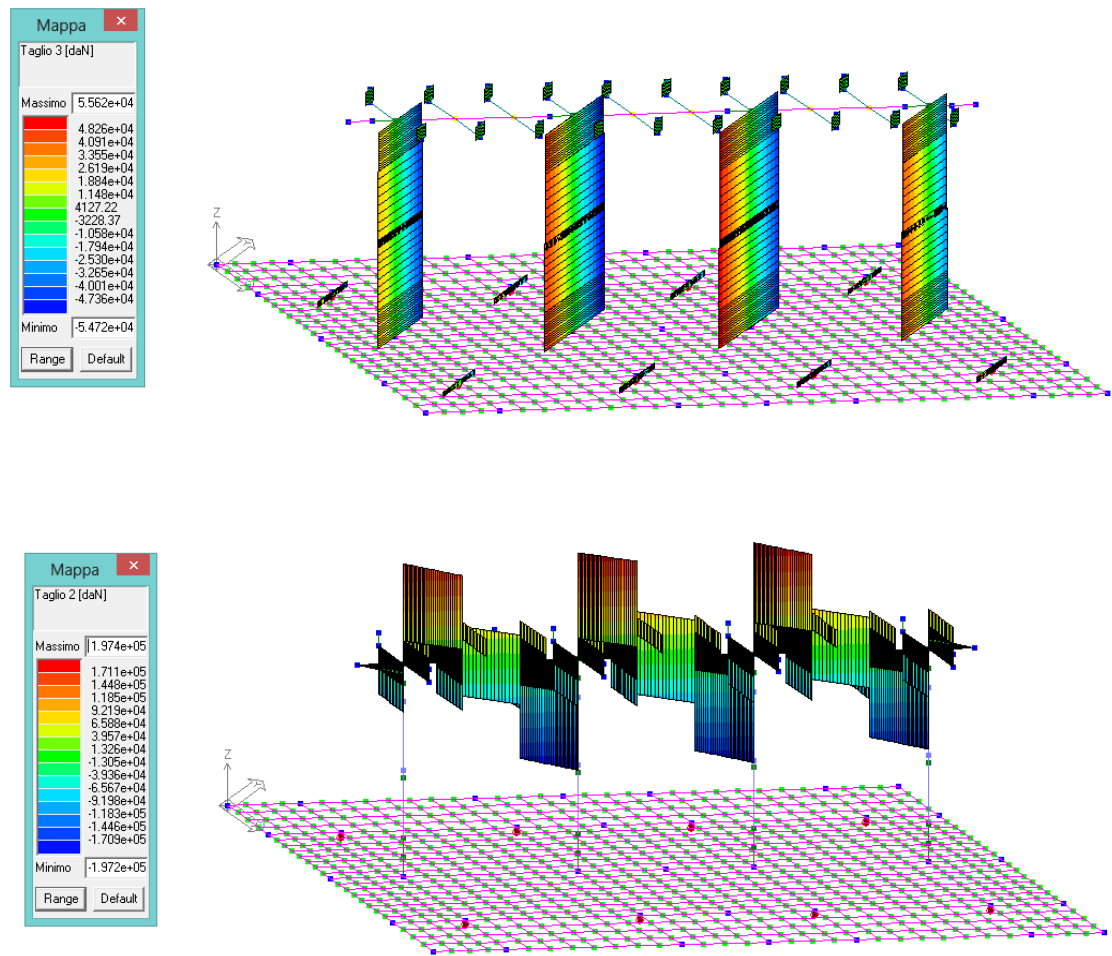 Mappa
Taglio 3 [daN]
Massimo 5.562e+04
4.826e+04
4.091e+04
3.355e+04
2.619e+04
1.884e+04
1.148e+04
4127.22
-3228.37
-1.058e+04
-1.794e+04
-2.530e+04
-3.265e+04
-4.001e+04
-4.736e+04
Minimo -5.472e+04
Range Default
Z
Mappa
Taglio 2 [daN]
Massimo 1.974e+05
1.711e+05
1.448e+05
1.185e+05
9.219e+04
6.588e+04
3.957e+04
1.326e+04
-1.305e+04
-3.936e+04
-6.567e+04
-9.198e+04
-1.183e+05
-1.446e+05
-1.709e+05
Minimo -1.972e+05
Range Default
Z